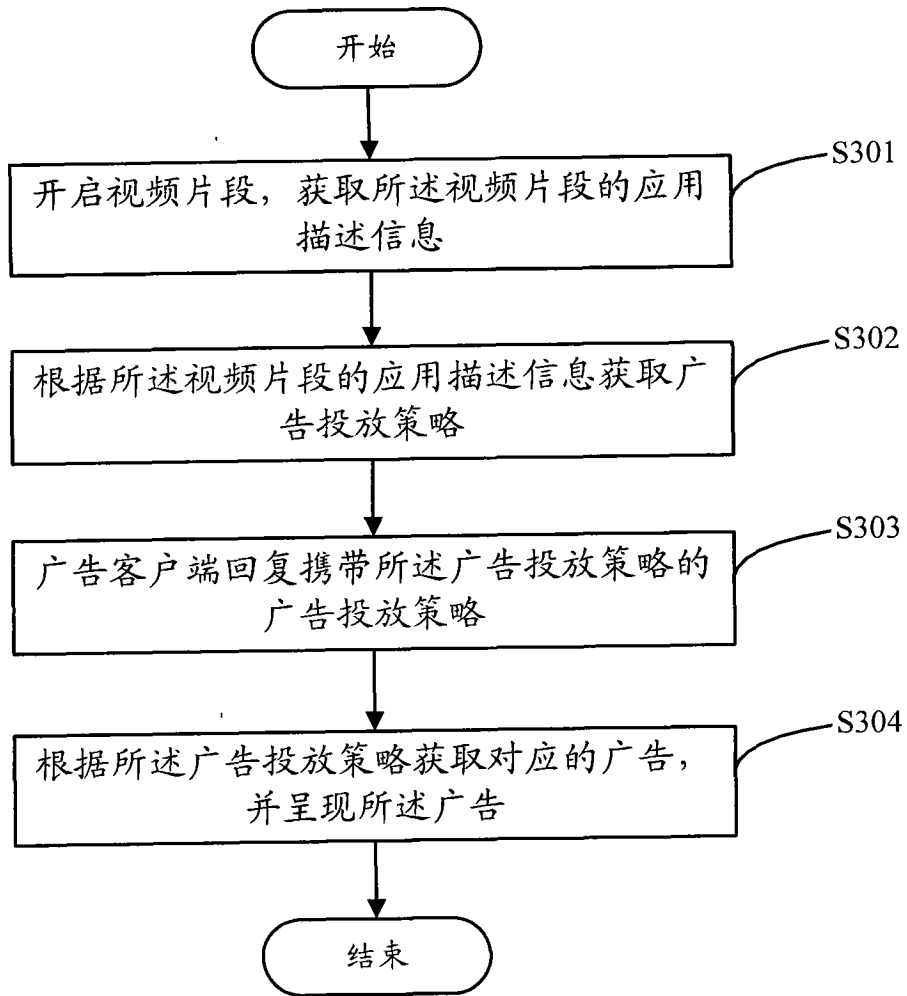 开始
S301
开启视频片段，获取所述视频片段的应用
描述信息
S302
根据所述视频片段的应用描述信息获取广
告投放策略
S303
广告客户端回复携带所述广告投放策略的
广告投放策略
S304
根据所述广告投放策略获取对应的广告，
并呈现所述广告
结束